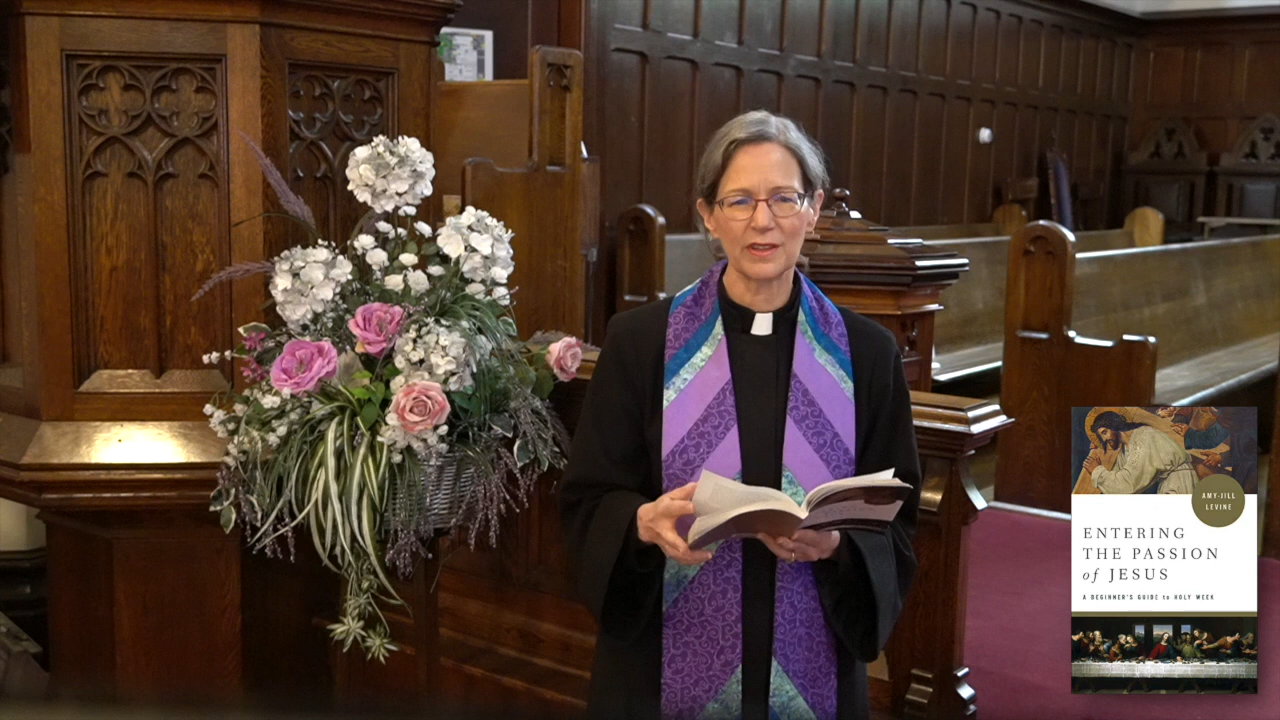 AMY-JILL
LEVINE
ENTERING
THE PASSION
of JESUS
A BEGINNER'S GUIDE to HOLY WEEK